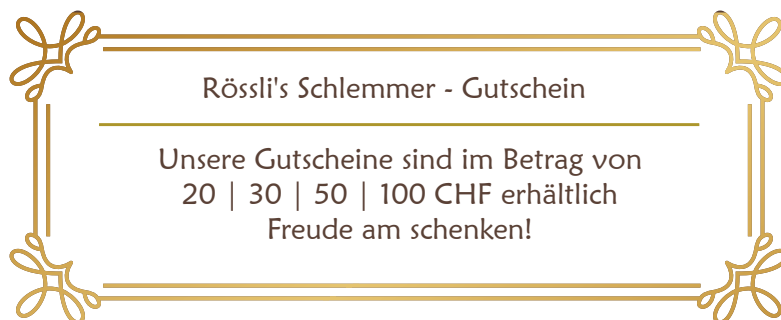 Rössli's Schlemmer - Gutschein
Unsere Gutscheine sind im Betrag von
20 | 30 | 50 | 100 CHF erhältlich
Freude am schenken!